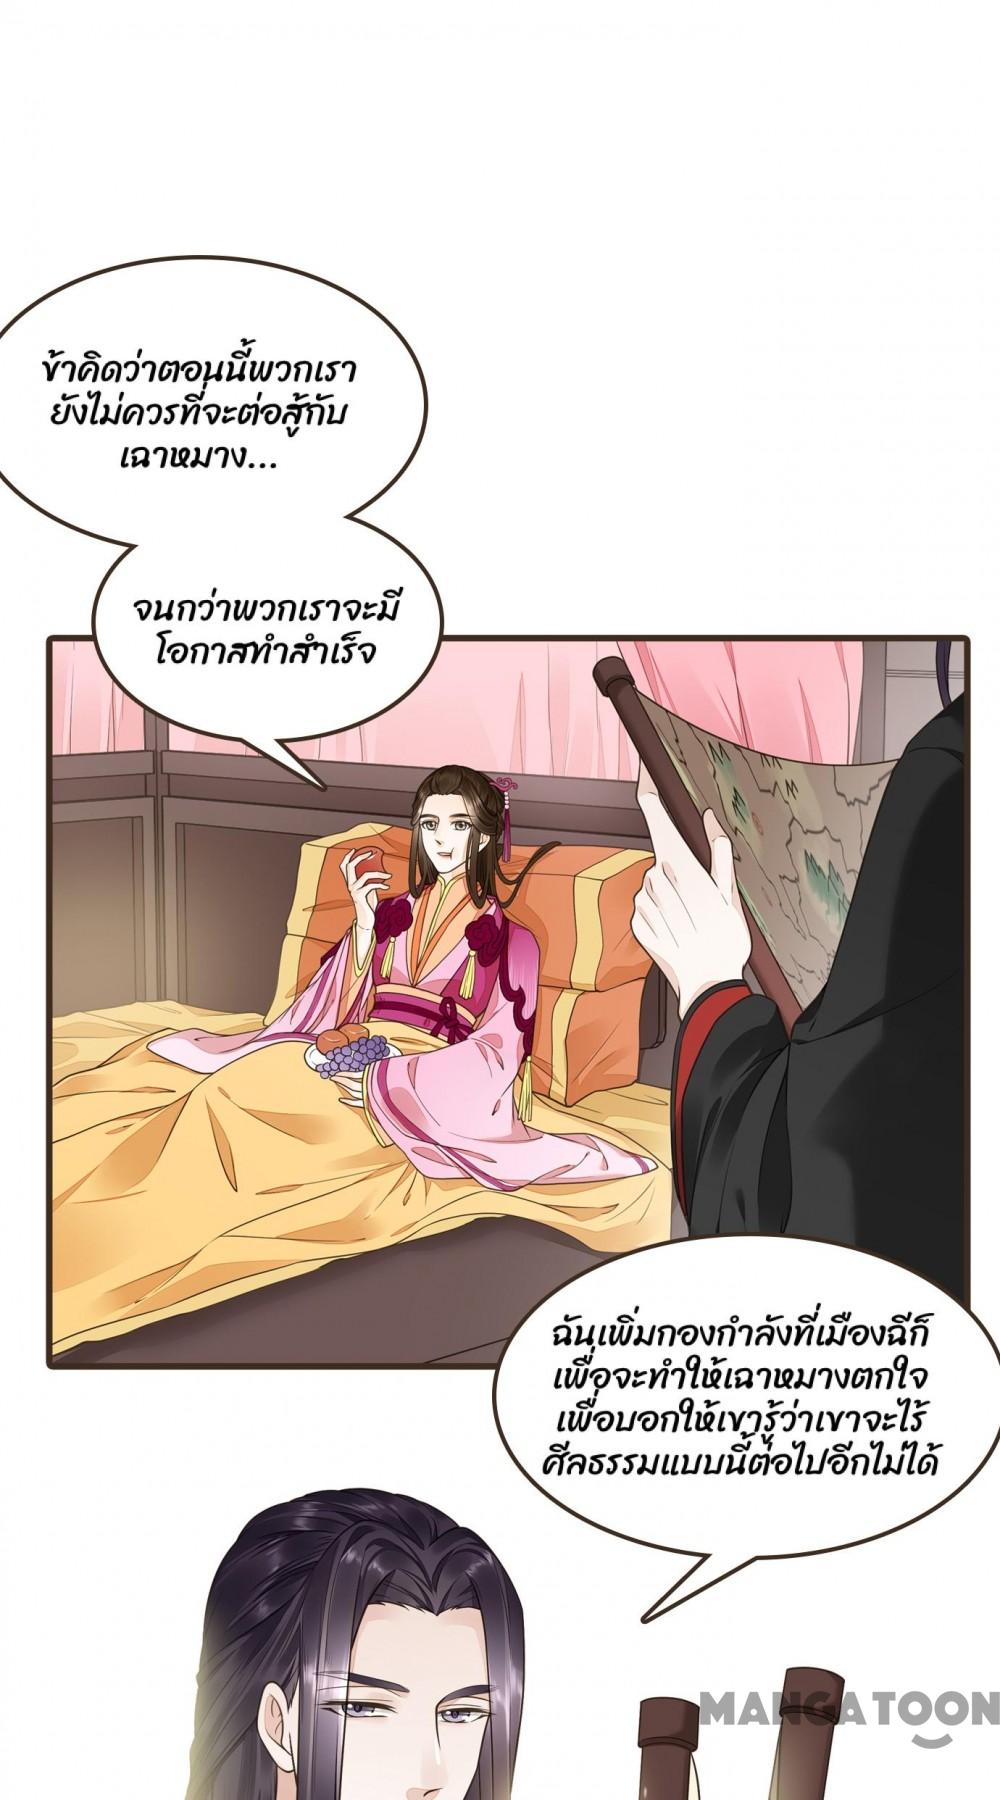 ข้าคิดว่าตอนนี้พวกเรา
ยังไม่ควรที่จะต่อสู้กับ
เฉาหมาง...
จนกว่าพวกเราจะมี
โอกาสทำสำเร็จ
ฉันเพิ่มกองกำลังที่เมืองฉีก็
เพื่อจะทำให้เฉาหมางตกใจ
เพื่อบอกให้เขารู้ว่าเขาจะไร้
ศีลธรรมแบบนี้ต่อไปอีกไม่ได้
MANGATOON